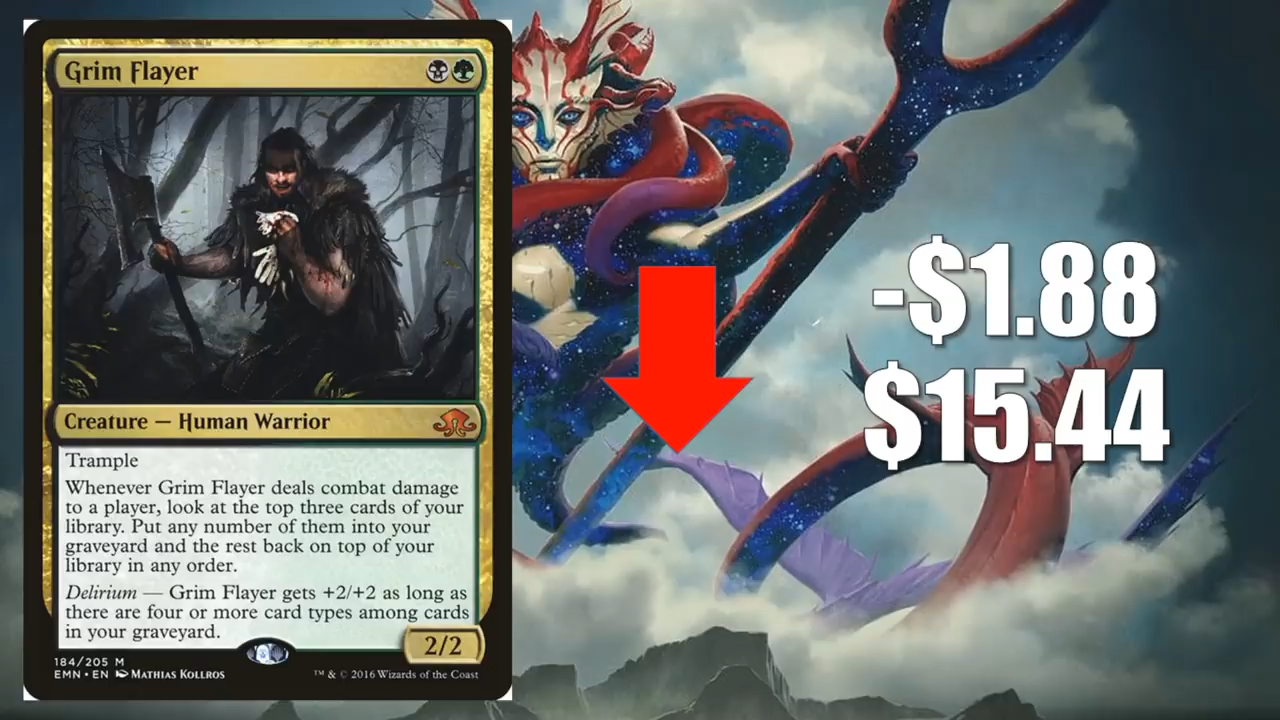 Grim Flayer
Creature — Human Warrior
Trample
Whenever Grim Flayer deals combat damage
to a player, look at the top three cards of your
library. Put any number of them into your
graveyard and the rest back on top of your
library in any order.
Delirium — Grim Flayer gets +2/+2 as long as
there are four or more card types among cards
in your graveyard.
2/2
184/205 M
EMN • EN Mathias Kollros
™ & © 2016 Wizards of the Coast
-$1.88
$15.44